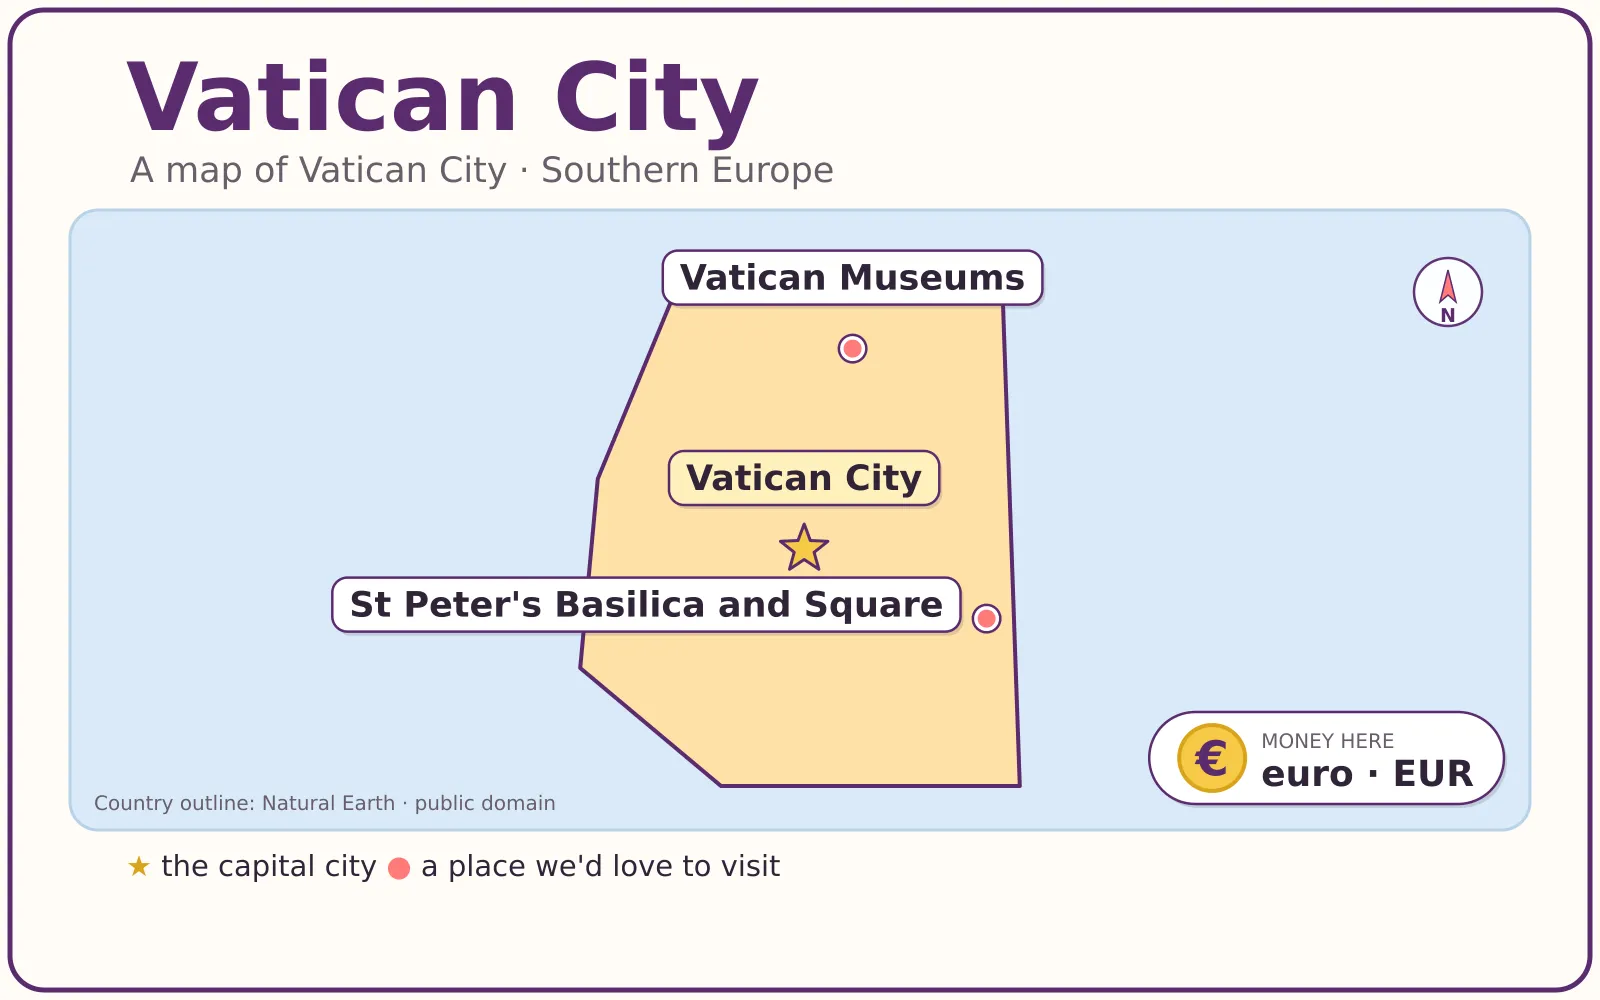 Vatican City
A map of Vatican City · Southern Europe
Vatican Museums
N
Vatican City
St Peter's Basilica and Square
€
MONEY HERE
euro · EUR
Country outline: Natural Earth · public domain
★ the capital city ● a place we'd love to visit